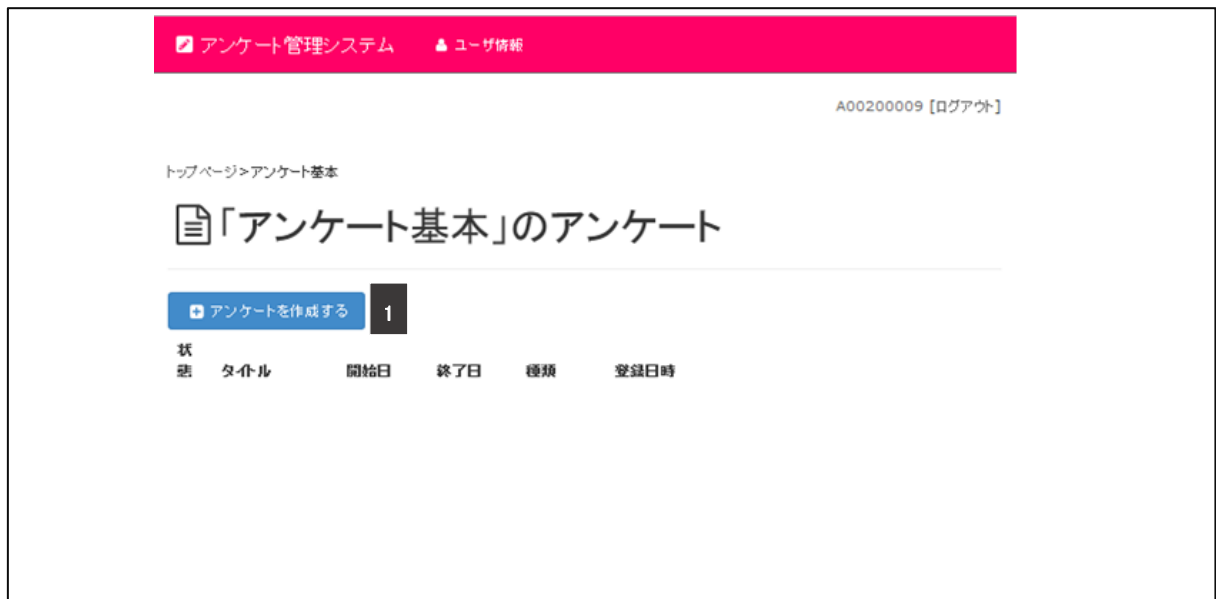 アンケート管理システム ユーザ情報
A00200009 [ログアウト]
トップページ>アンケート基本
「アンケート基本」のアンケート
アンケートを作成する 1
状
態 タイトル 開始日 終了日 種類 登録日時